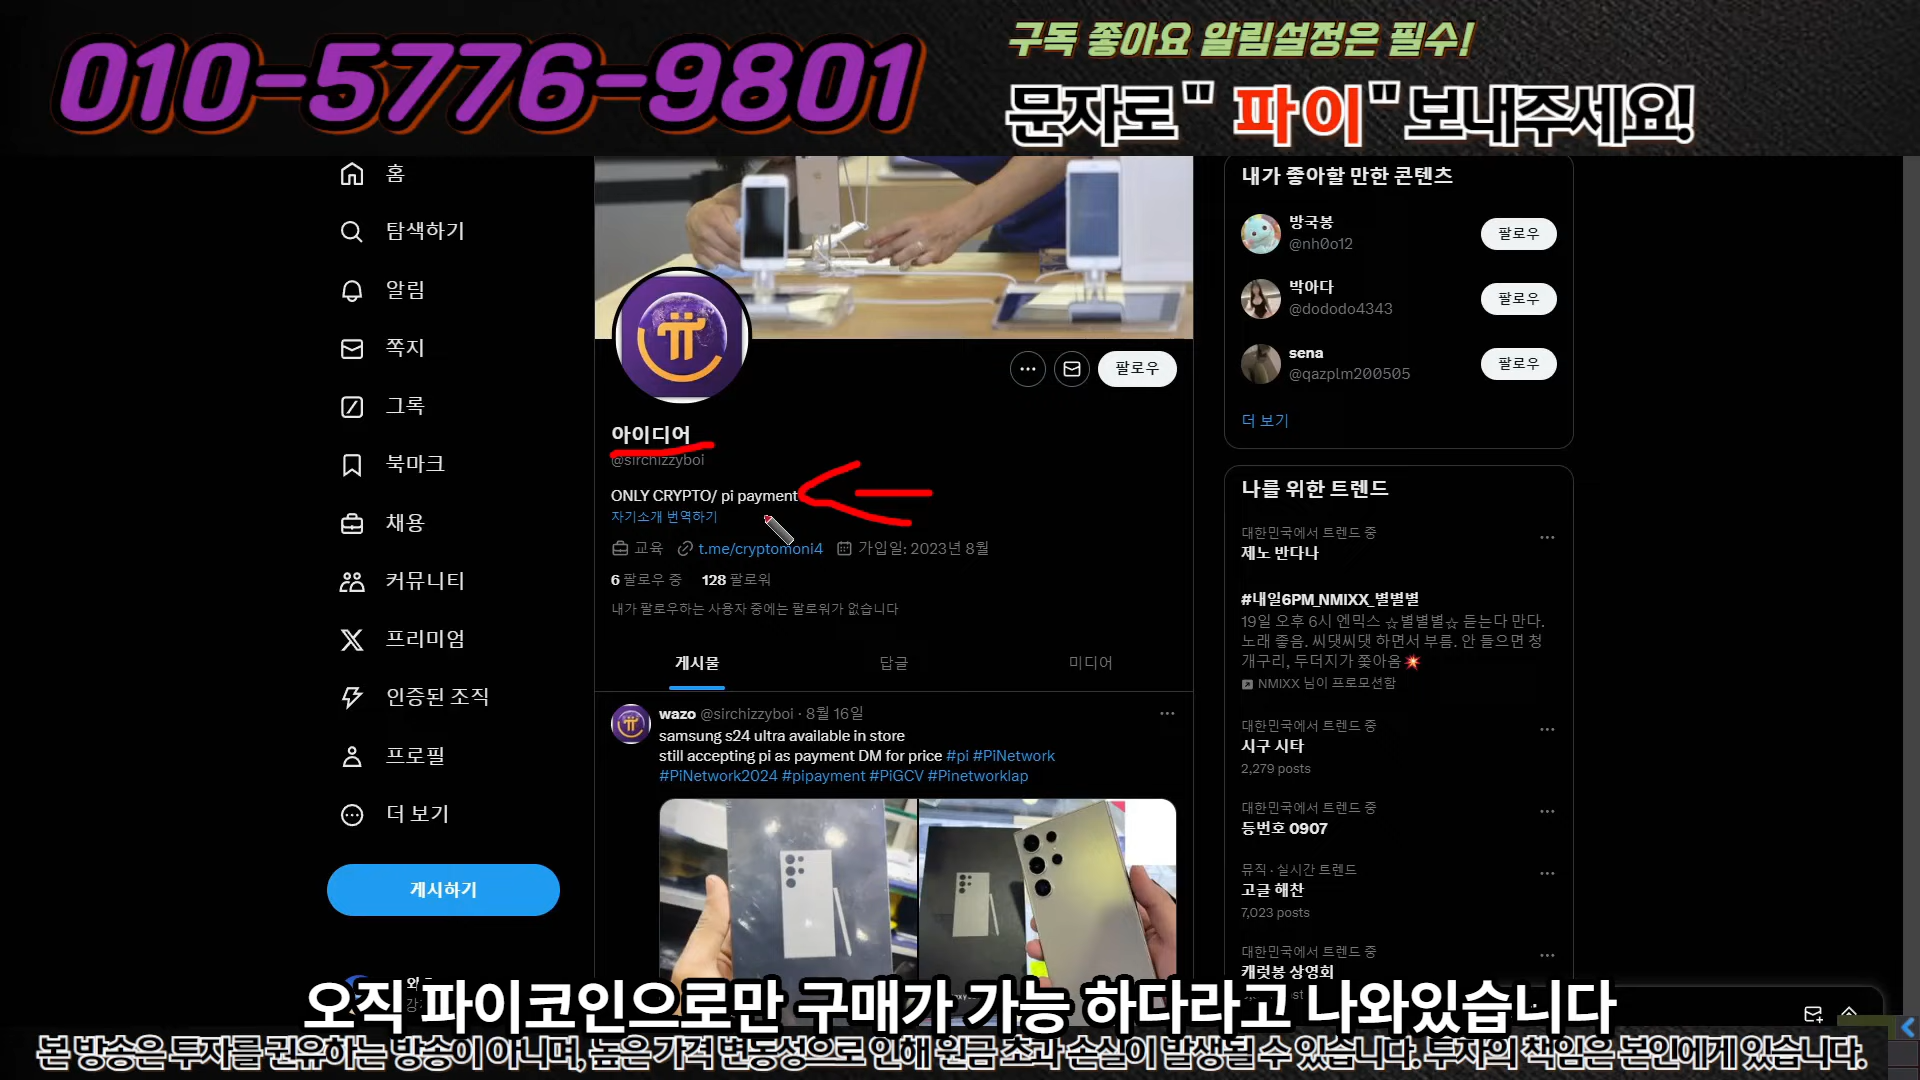 010-5776-9801
구독 좋아요 알림설정은 필수!
문자로 " 파이 " 보내주세요!
홈
탐색하기
알림
쪽지
그록
북마크
채용
커뮤니티
프리미엄
인증된 조직
프로필
더 보기
게시하기
팔로우
아이디어
@sirchizzyboi
ONLY CRYPTO/ pi payment
자기소개 번역하기
교육 t.me/cryptomoni4 가입일: 2023년 8월
6 팔로우 중 128 팔로워
내가 팔로우하는 사용자 중에는 팔로워가 없습니다
게시물 답글 미디어
wazo @sirchizzyboi · 8월 16일
samsung s24 ultra available in store
still accepting pi as payment DM for price #pi #PiNetwork
#PiNetwork2024 #pipayment #PiGCV #Pinetworklap
내가 좋아할 만한 콘텐츠
방국봉
@nh0o12
팔로우
박아다
@dododo4343
팔로우
sena
@qazplm200505
팔로우
더 보기
나를 위한 트렌드
대한민국에서 트렌드 중
제노 반다나
#내일6PM_NMIXX_별별별
19일 오후 6시 엔믹스 ☆별별별☆ 듣는다 만다.
노래 좋음. 씨댓씨댓 하면서 부름. 안 들으면 청
개구리, 두더지가 쫓아옴💥
NMIXX 님이 프로모션함
대한민국에서 트렌드 중
시구 시타
2,279 posts
대한민국에서 트렌드 중
등번호 0907
뮤직 · 실시간 트렌드
고글 해찬
7,023 posts
대한민국에서 트렌드 중
캐릿봉 상영회
오직 파이코인으로만 구매가 가능 하다라고 나와있습니다
본 방송은 투자를 권유하는 방송이 아니며, 높은 가격 변동성으로 인해 원금 초과 손실이 발생될 수 있습니다. 투자의 책임은 본인에게 있습니다.